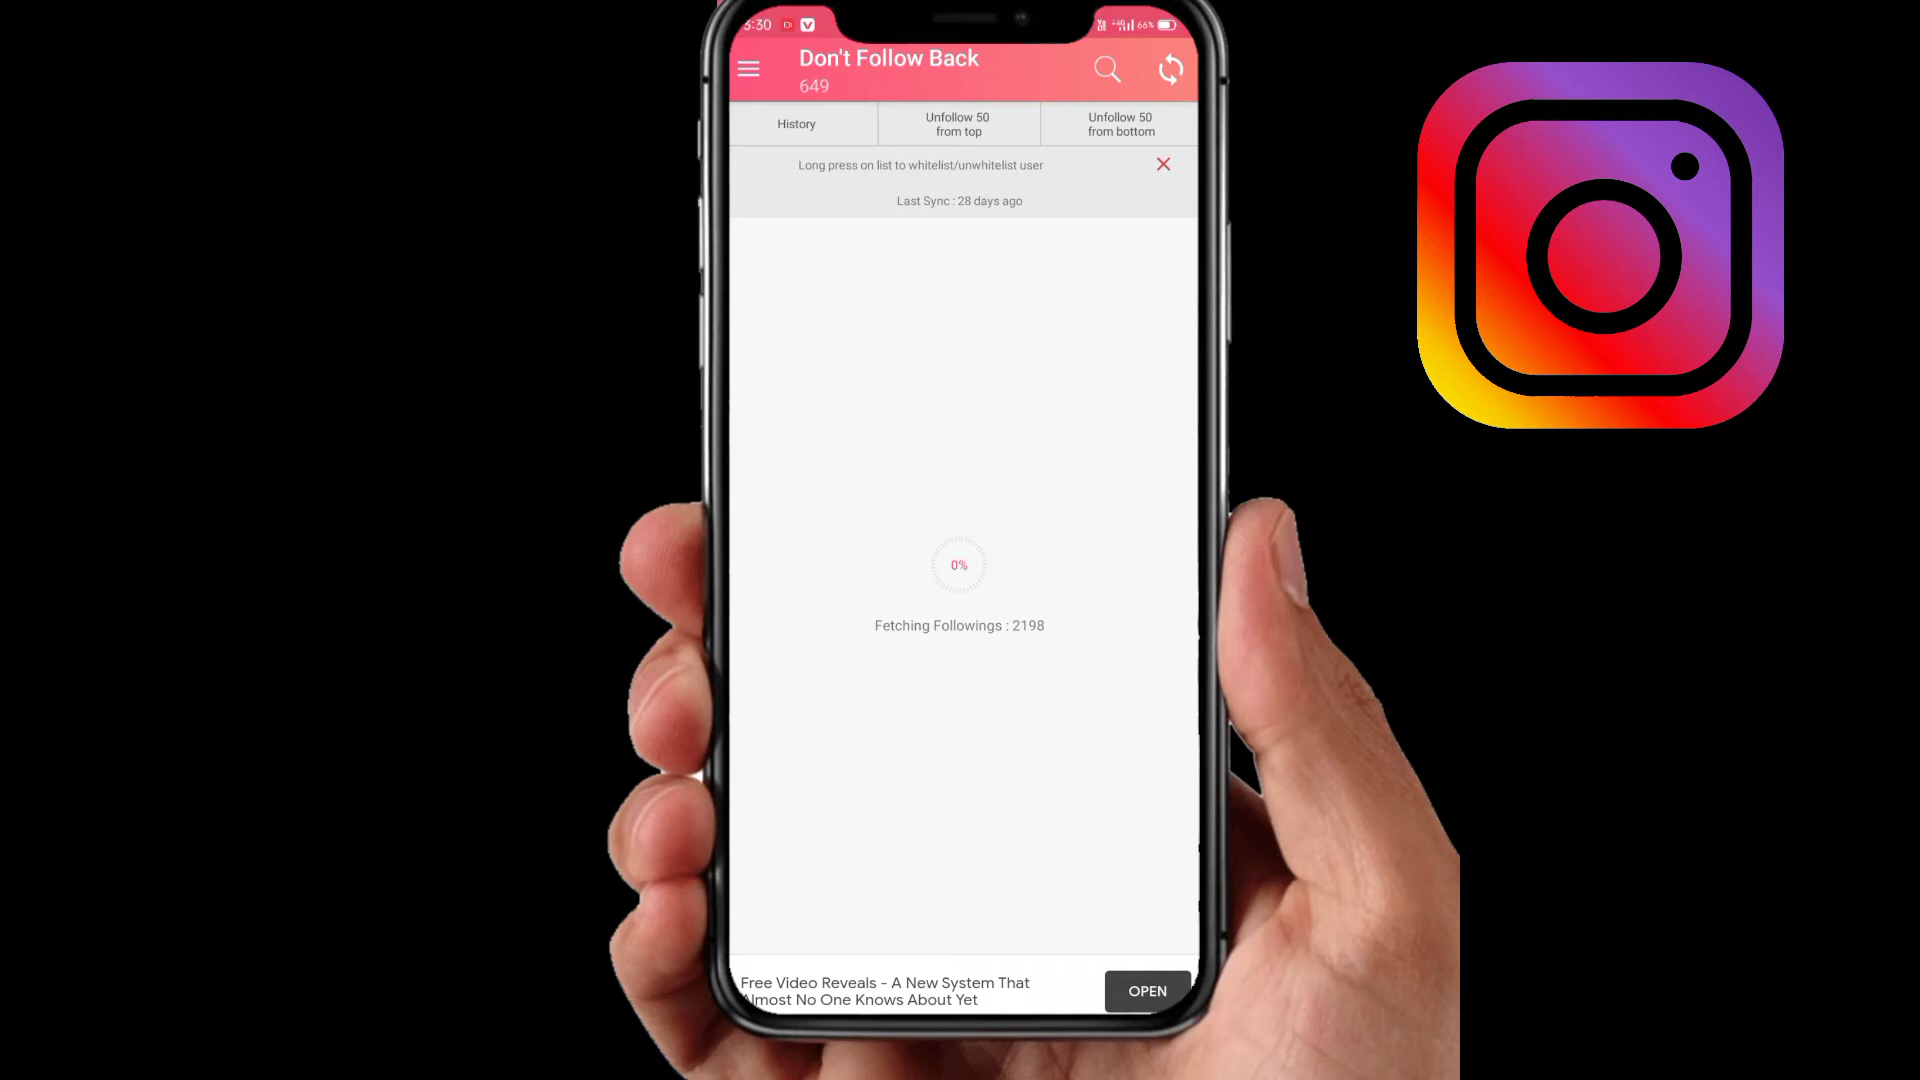 3:30
66%
Don't Follow Back
649
History
Unfollow 50
from top
Unfollow 50
from bottom
Long press on list to whitelist/unwhitelist user
Last Sync : 28 days ago
0%
Fetching Followings : 2198
Free Video Reveals - A New System That
Almost No One Knows About Yet
OPEN